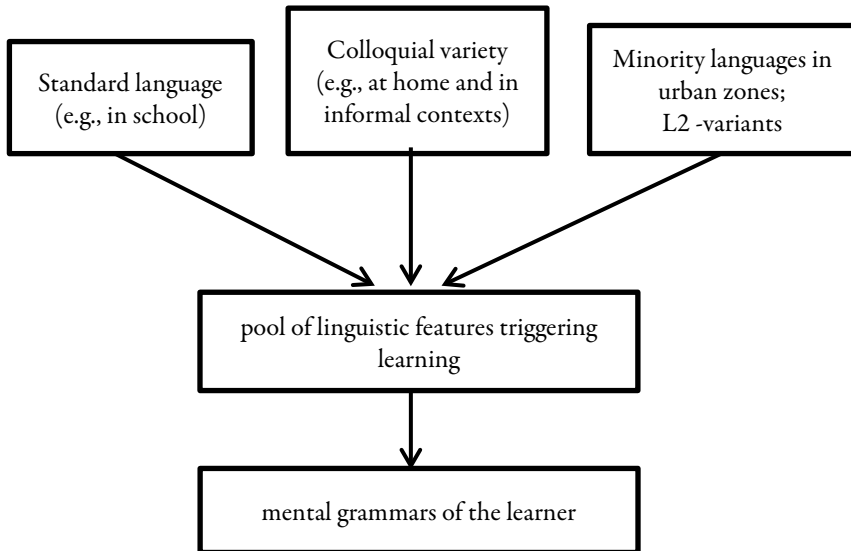 Standard language
(e.g., in school)
Colloquial variety
(e.g., at home and in
informal contexts)
Minority languages in
urban zones;
L2 -variants
pool of linguistic features triggering
learning
mental grammars of the learner